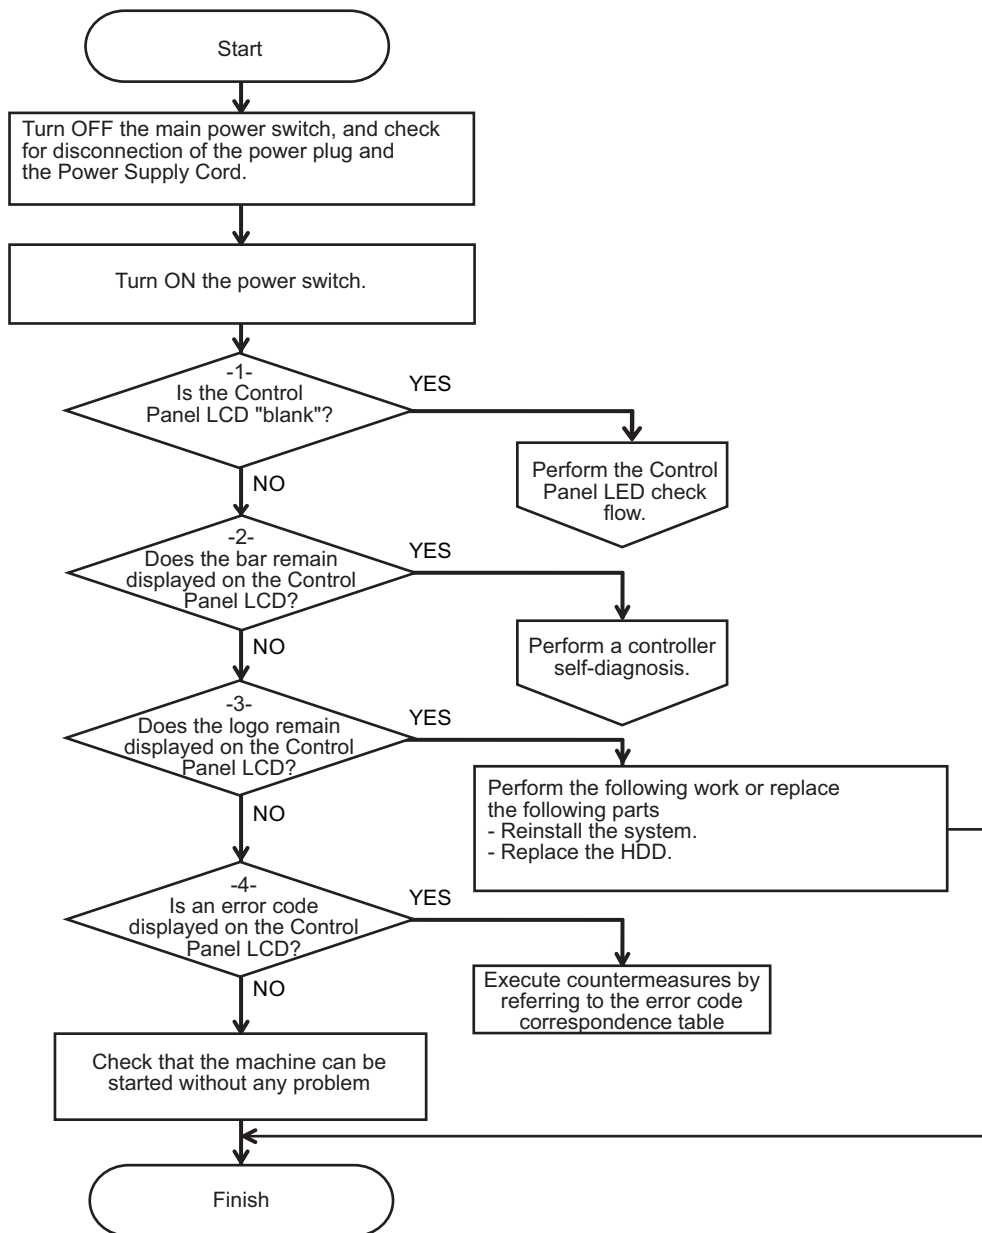 Start
Turn OFF the main power switch, and check
for disconnection of the power plug and
the Power Supply Cord.
Turn ON the power switch.
-1-
Is the Control
Panel LCD "blank"?
YES
Perform the Control
Panel LED check
flow.
NO
-2-
Does the bar remain
displayed on the Control
Panel LCD?
YES
Perform a controller
self-diagnosis.
NO
-3-
Does the logo remain
displayed on the Control
Panel LCD?
YES
Perform the following work or replace
the following parts
- Reinstall the system.
- Replace the HDD.
NO
-4-
Is an error code
displayed on the Control
Panel LCD?
YES
Execute countermeasures by
referring to the error code
correspondence table
NO
Check that the machine can be
started without any problem
Finish